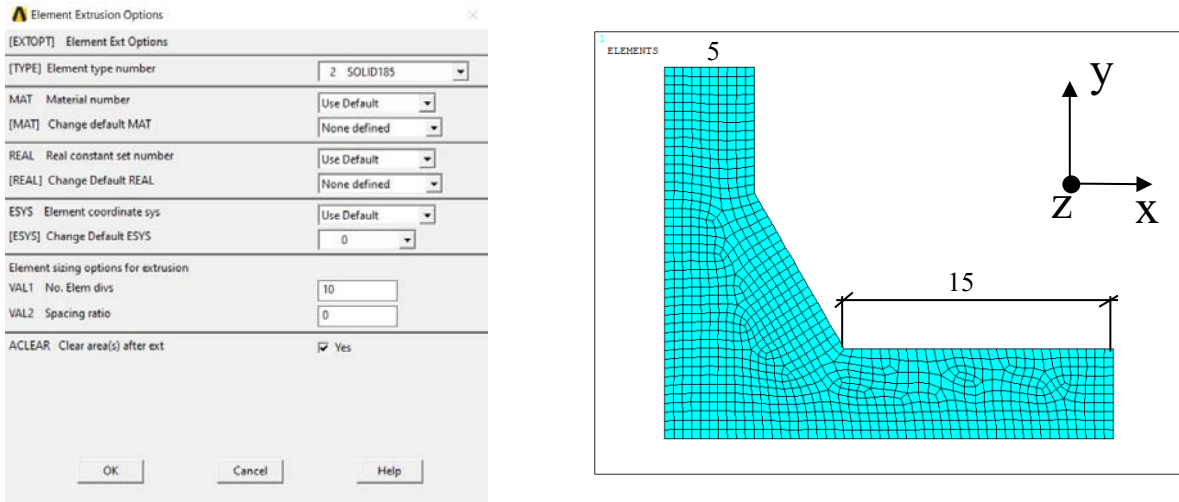 Element Extrusion Options
[EXTOPT] Element Ext Options
[TYPE] Element type number 2 SOLID185
MAT Material number Use Default
[MAT] Change default MAT None defined
REAL Real constant set number Use Default
[REAL] Change Default REAL None defined
ESYS Element coordinate sys Use Default
[ESYS] Change Default ESYS 0
Element sizing options for extrusion
VAL1 No. Elem divs 10
VAL2 Spacing ratio 0
ACLEAR Clear area(s) after ext Yes
OK Cancel Help
1
ELEMENTS
5
y
z x
15